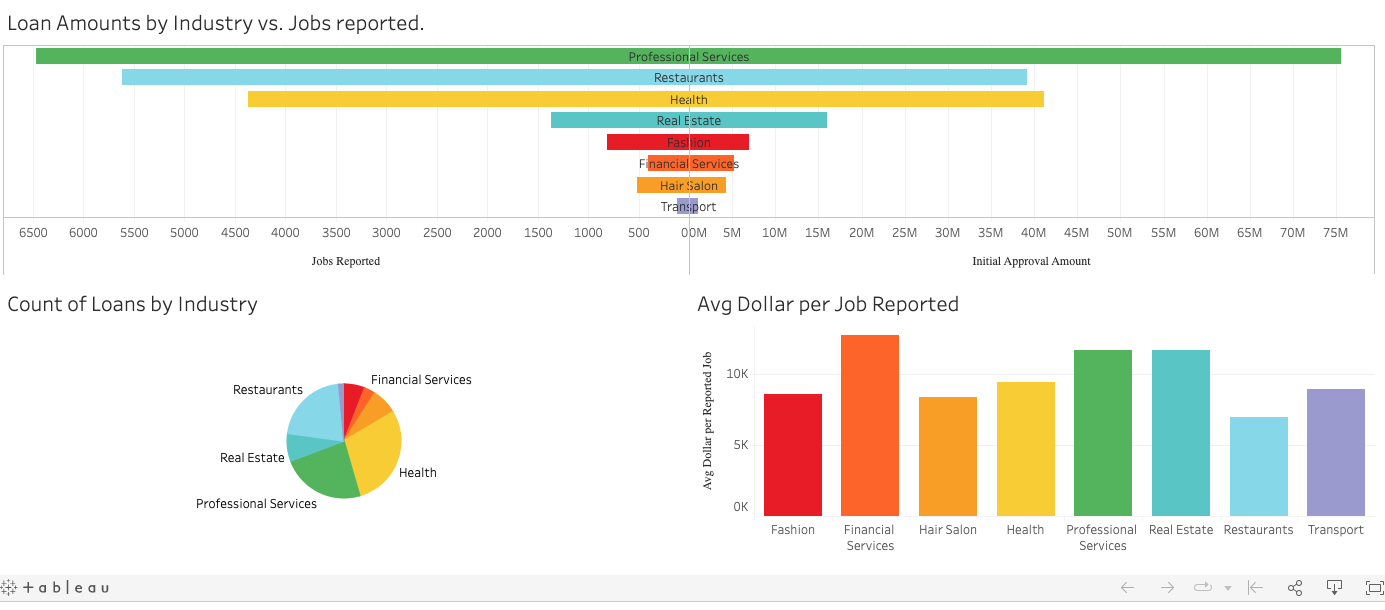 Loan Amounts by Industry vs. Jobs reported.
Professional Services
Restaurants
Health
Real Estate
Fashion
Financial Services
Hair Salon
Transport
6500 6000 5500 5000 4500 4000 3500 3000 2500 2000 1500 1000 500 0 0M 5M 10M 15M 20M 25M 30M 35M 40M 45M 50M 55M 60M 65M 70M 75M
Jobs Reported Initial Approval Amount
Count of Loans by Industry
Restaurants
Financial Services
Real Estate
Health
Professional Services
Avg Dollar per Job Reported
Avg Dollar per Reported Job
10K
5K
0K
Fashion Financial Hair Salon Health Professional Real Estate Restaurants Transport
Services Services
+ a b l e a u